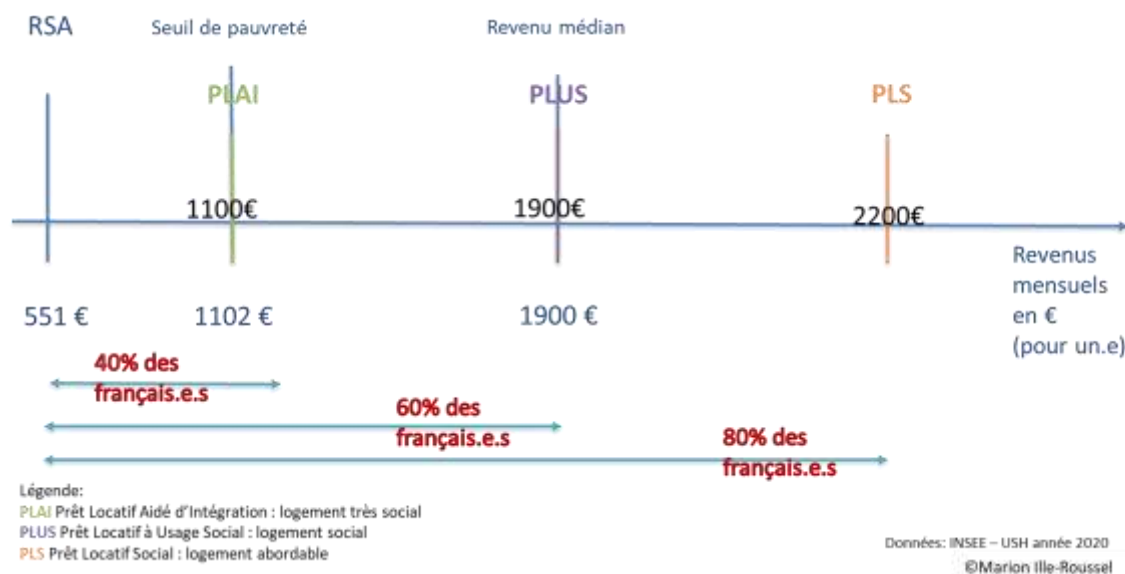 RSA
Seuil de pauvreté
Revenu médian
PLAI
PLUS
PLS
1100€
1900€
2200€
Revenus
mensuels
en €
(pour un.e)
551 €
1102 €
1900 €
40% des
français.e.s
60% des
français.e.s
80% des
français.e.s
Légende:
PLAI Prêt Locatif Aidé d'Intégration : logement très social
PLUS Prêt Locatif à Usage Social : logement social
PLS Prêt Locatif Social : logement abordable
Données: INSEE – USH année 2020
©Marion Ille-Roussel